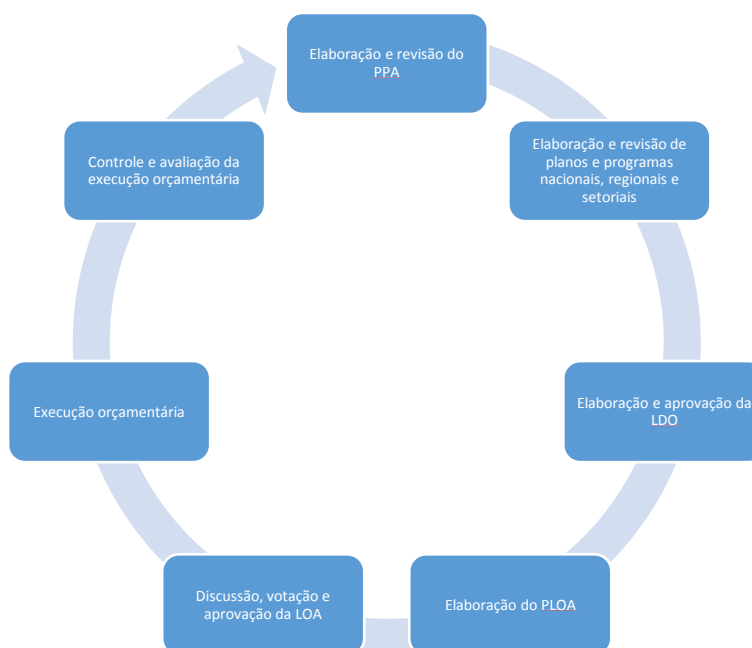 Elaboração e revisão do
PPA
Elaboração e revisão de
planos e programas
nacionais, regionais e
setoriais
Elaboração e aprovação da
LDO
Elaboração do PLOA
Discussão, votação e
aprovação da LOA
Execução orçamentária
Controle e avaliação da
execução orçamentária